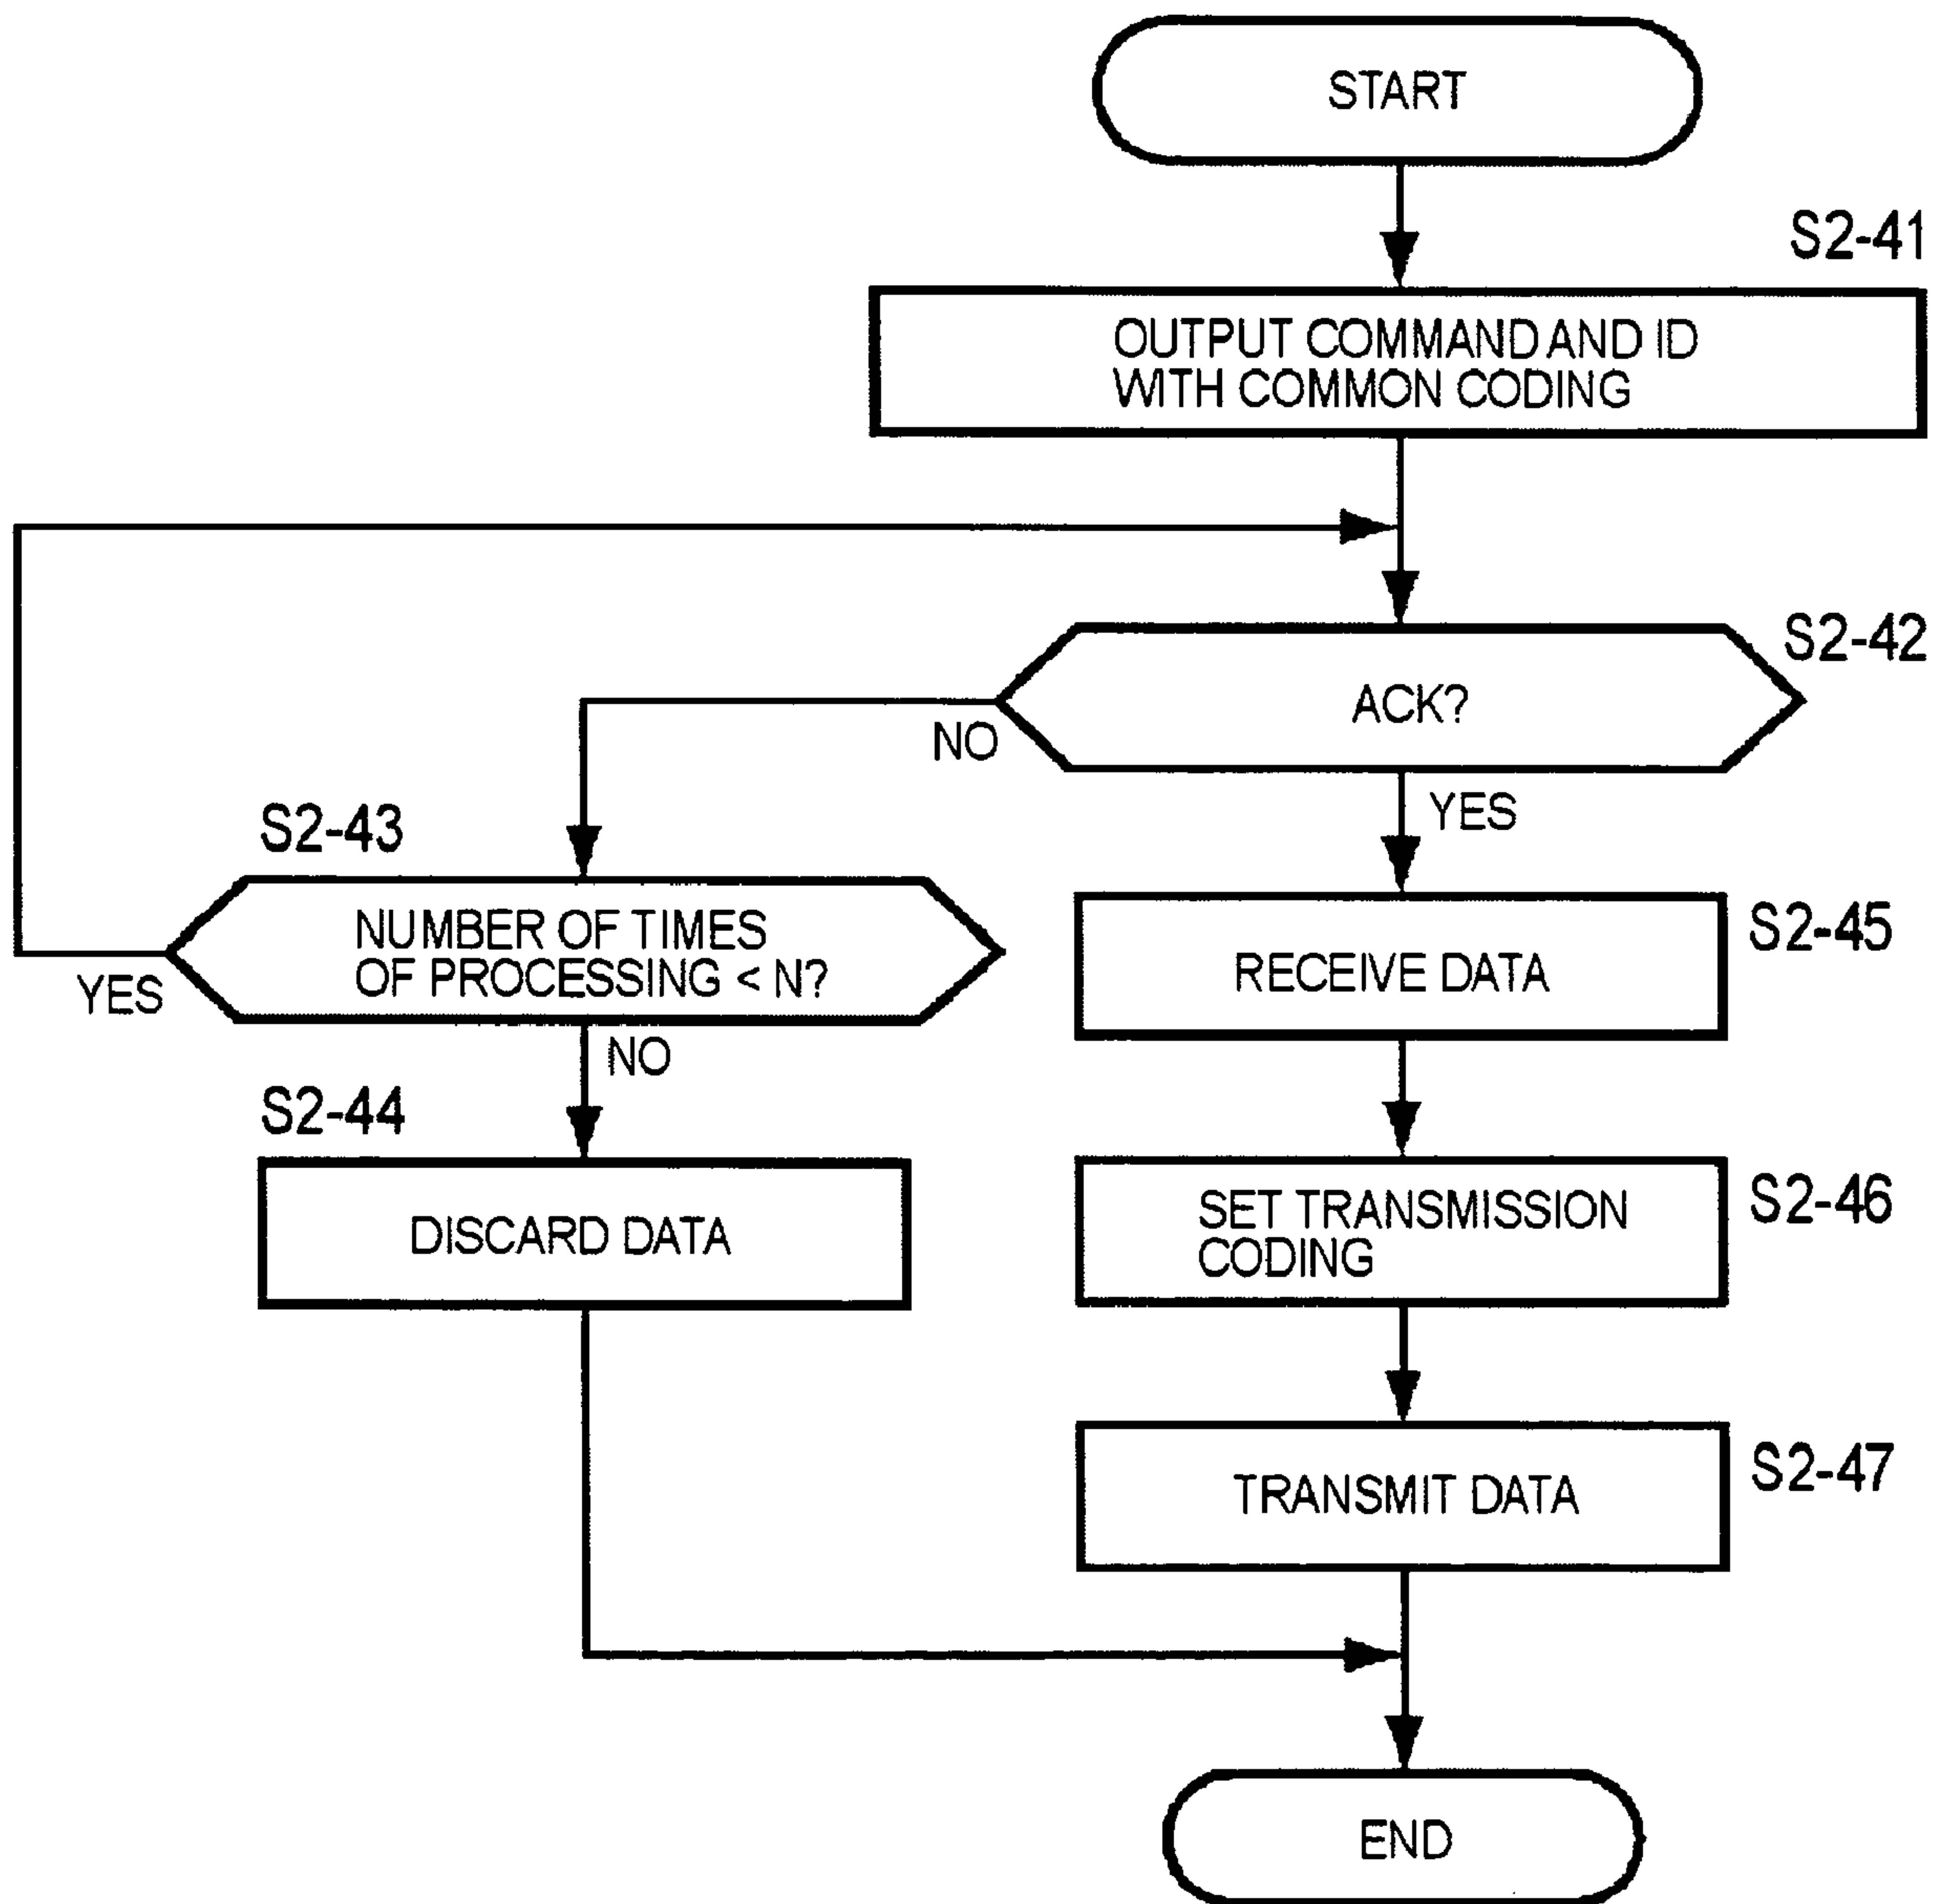 START
S2-41
OUTPUT COMMAND AND ID
WITH COMMON CODING
S2-42
ACK?
NO
YES
S2-43
NUMBER OF TIMES
OF PROCESSING < N?
YES
NO
S2-45
RECEIVE DATA
S2-44
DISCARD DATA
S2-46
SET TRANSMISSION
CODING
S2-47
TRANSMIT DATA
END